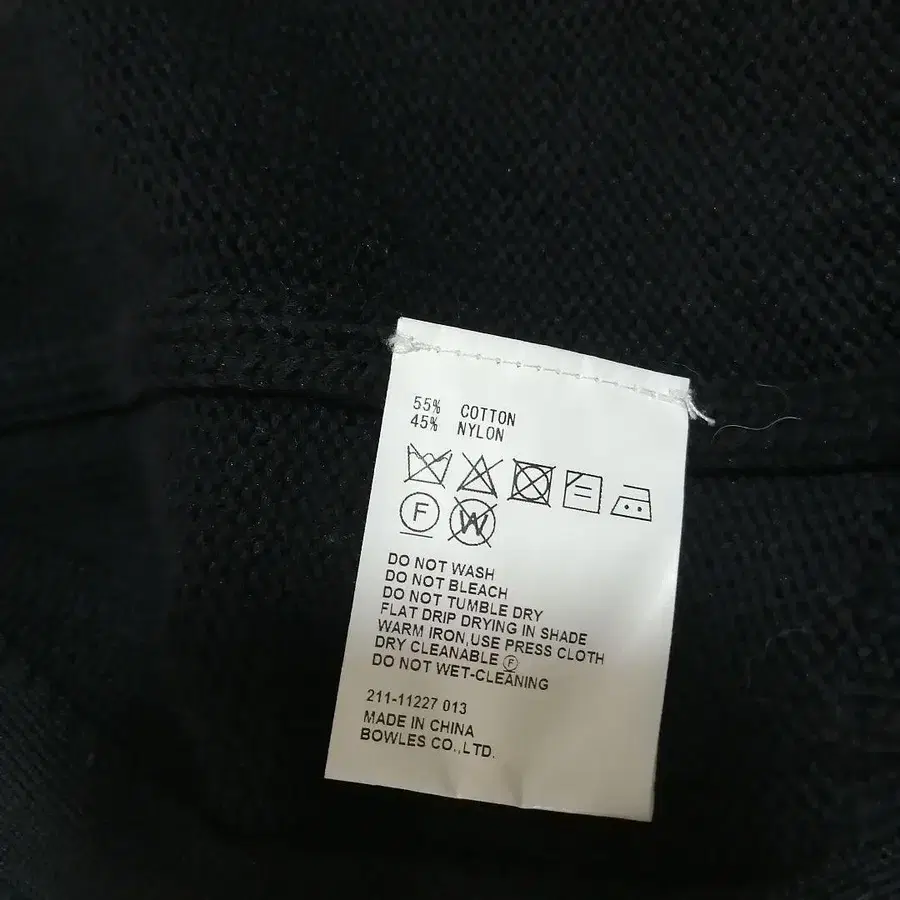 55% COTTON
45% NYLON
F W
DO NOT WASH
DO NOT BLEACH
DO NOT TUMBLE DRY
FLAT DRIP DRYING IN SHADE
WARM IRON,USE PRESS CLOTH
DRY CLEANABLE Ⓕ
DO NOT WET-CLEANING
211-11227 013
MADE IN CHINA
BOWLES CO.,LTD.